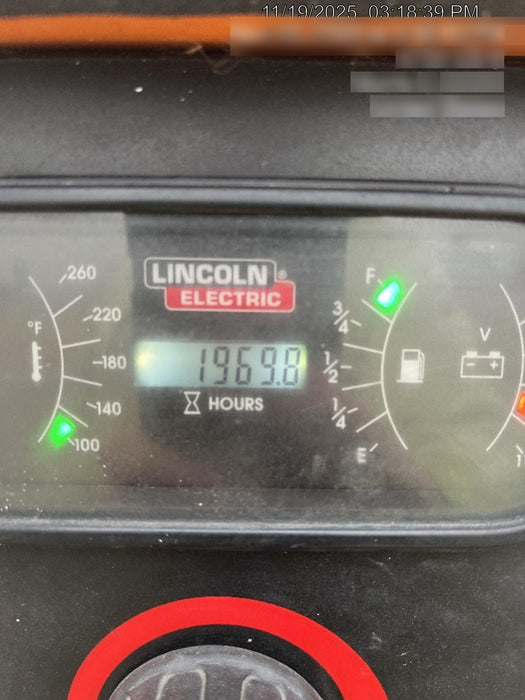 11/19/2025 03:18:39 PM
260
220
°F
180
140
100
LINCOLN®
ELECTRIC
1969.8
HOURS
F
3/4
1/2
1/4
E
V
- +